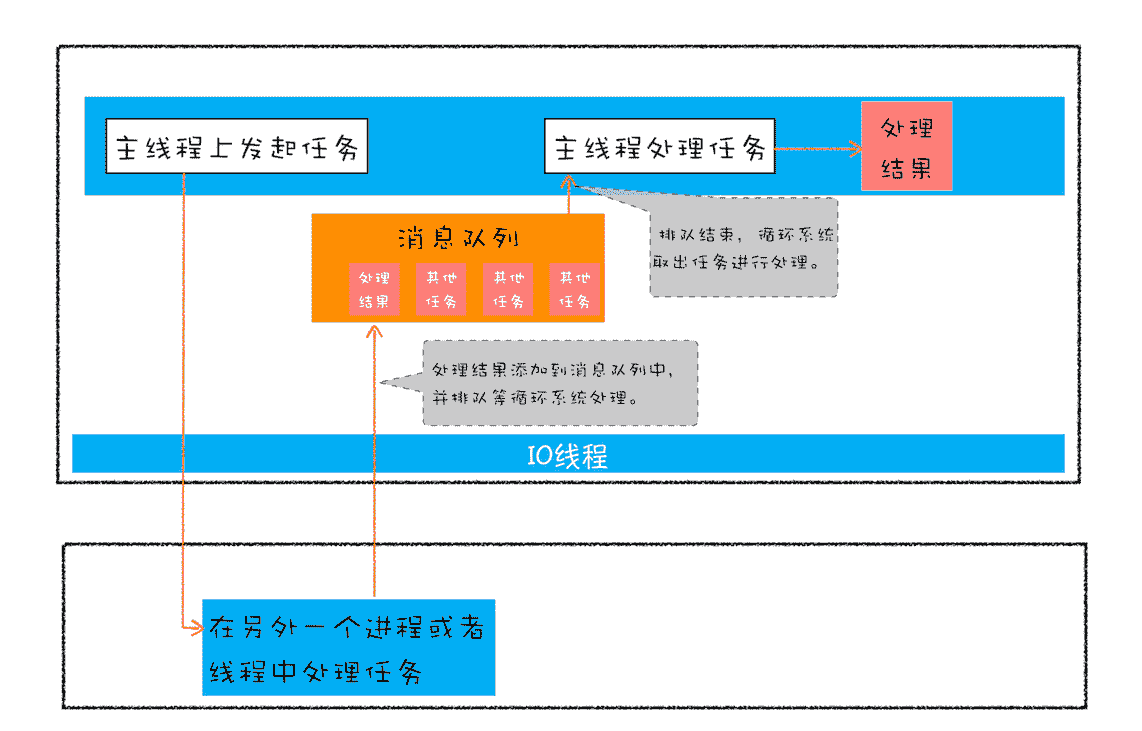 主线程上发起任务
主线程处理任务
处理
结果
消息队列
处理
结果
其他
任务
其他
任务
其他
任务
排队结束，循环系统
取出任务进行处理。
处理结果添加到消息队列中，
并排队等循环系统处理。
IO线程
在另外一个进程或者
线程中处理任务